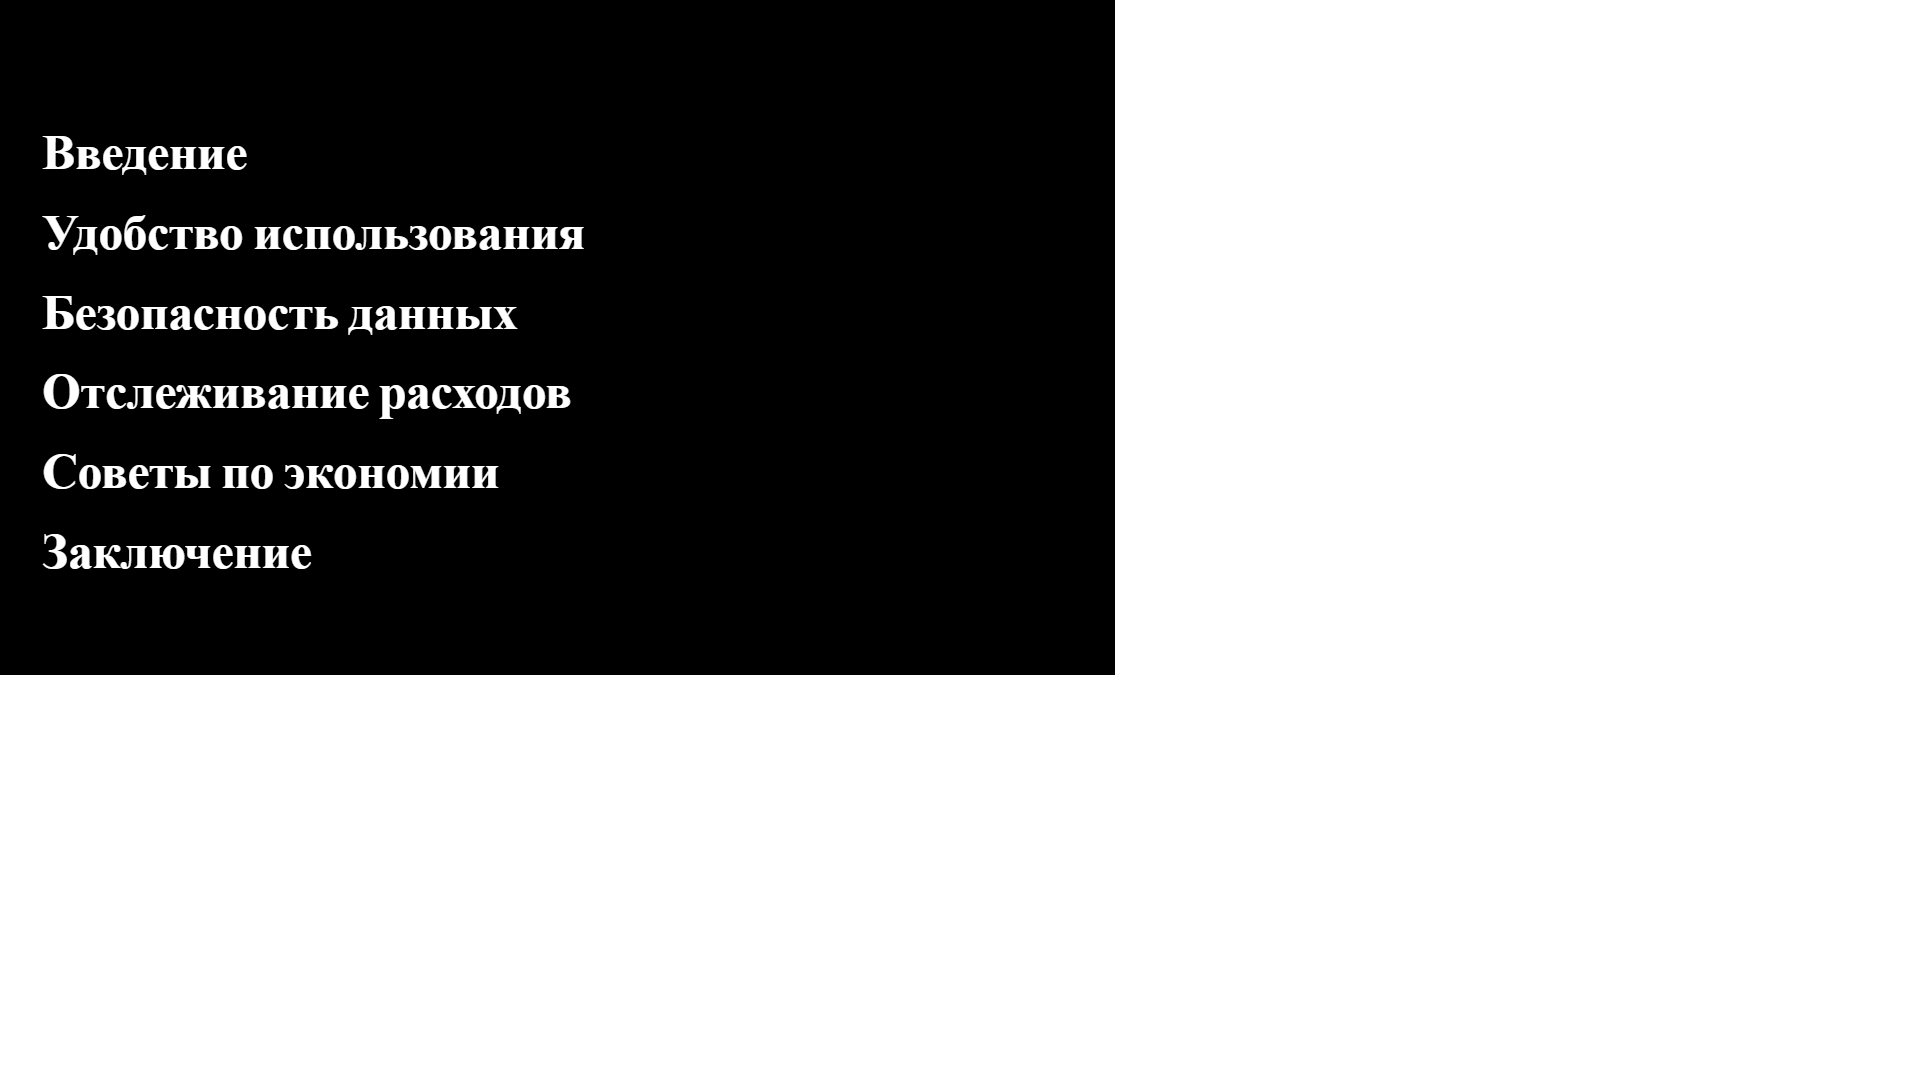 Введение
Удобство использования
Безопасность данных
Отслеживание расходов
Советы по экономии
Заключение